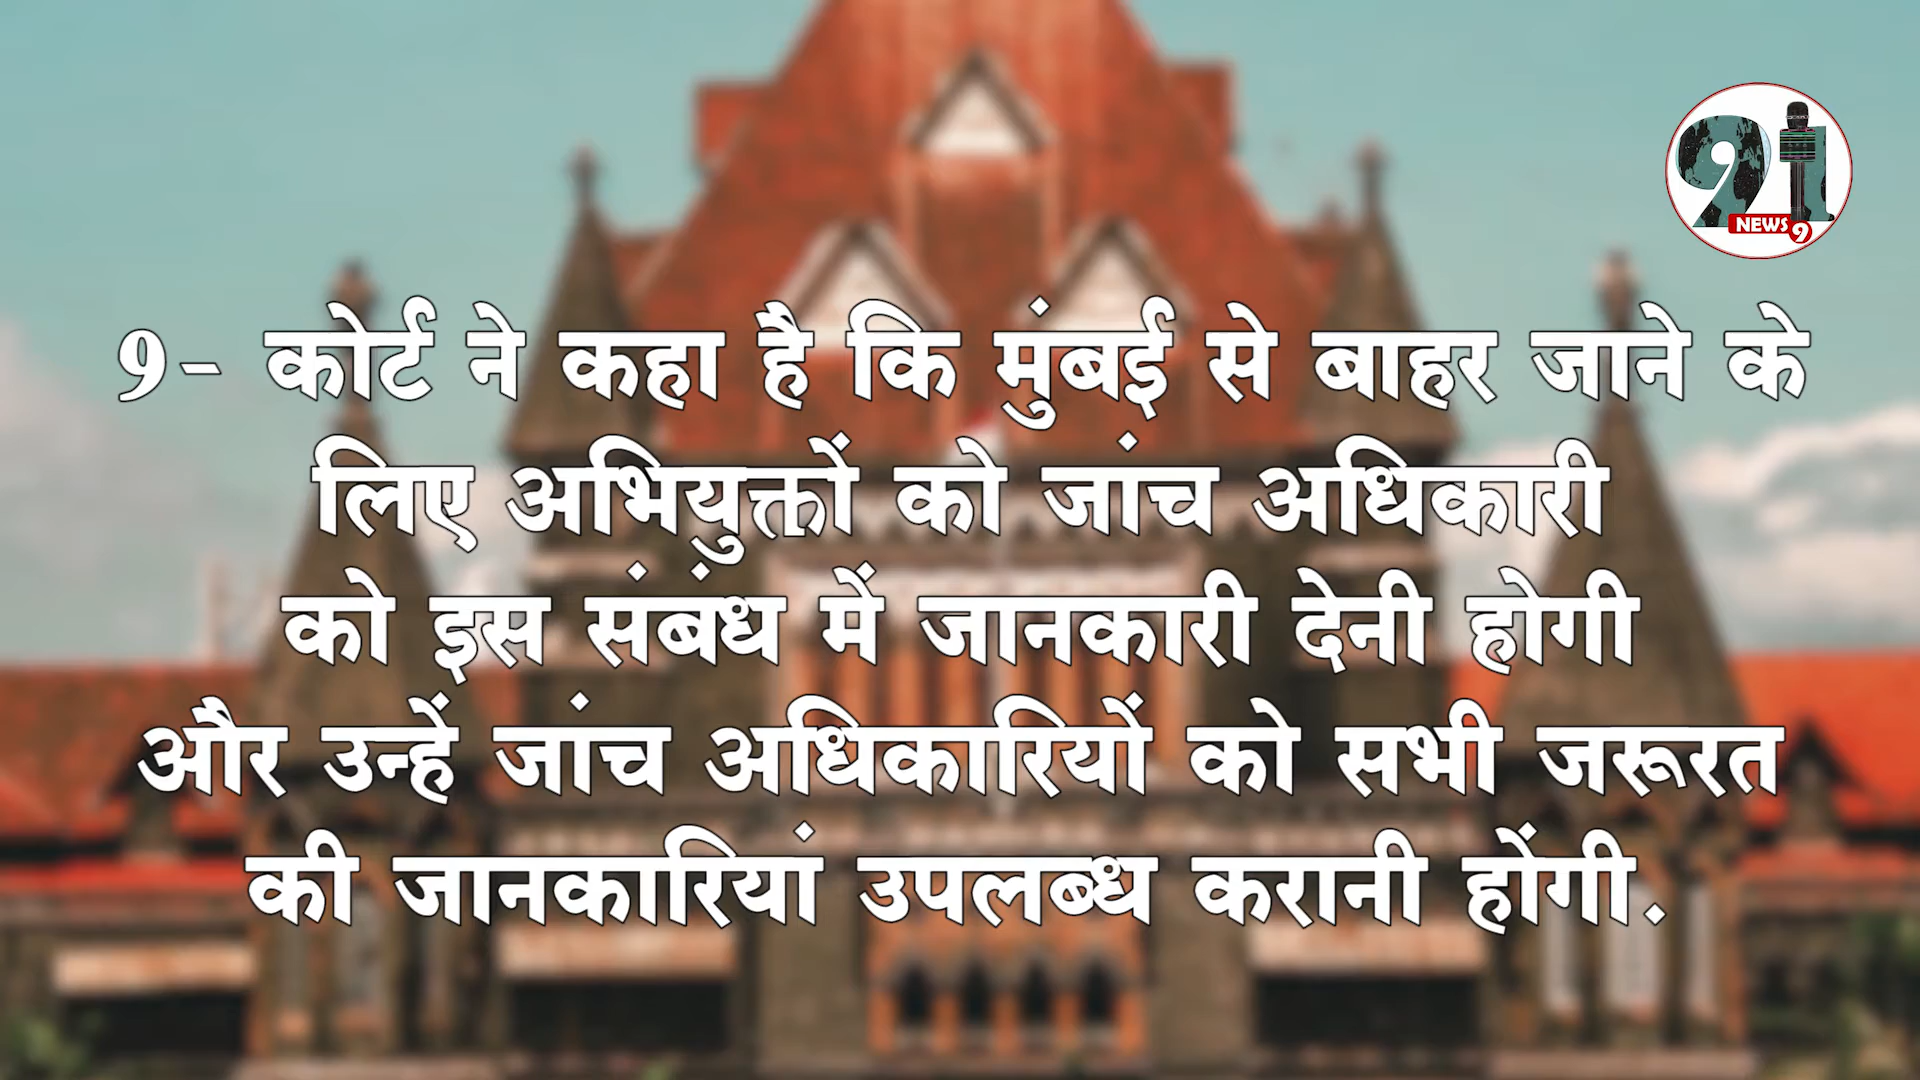 91
NEWS 9
9- कोर्ट ने कहा है कि मुंबई से बाहर जाने के
लिए अभियुक्तों को जांच अधिकारी
को इस संबंध में जानकारी देनी होगी
और उन्हें जांच अधिकारियों को सभी जरूरत
की जानकारियां उपलब्ध करानी होंगी.